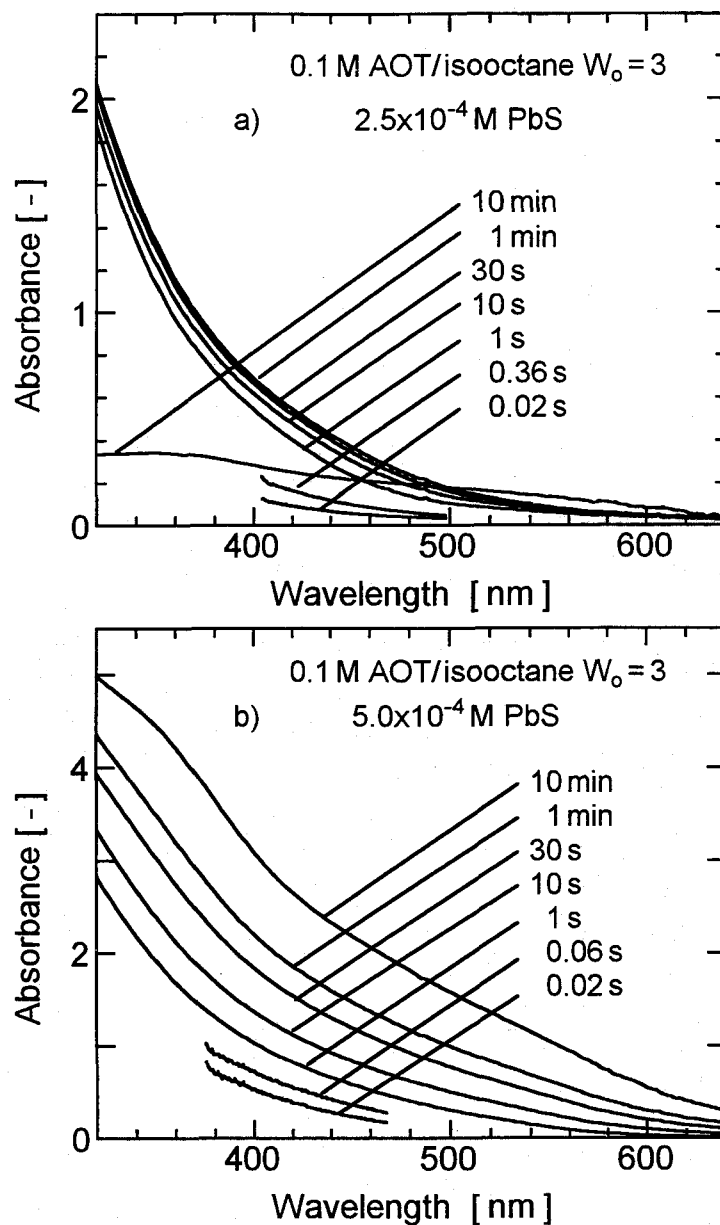 0.1 M AOT/isooctane Wₒ = 3
a) 2.5x10⁻⁴ M PbS
10 min
1 min
30 s
10 s
1 s
0.36 s
0.02 s
2
1
0
Absorbance [ - ]
400 500 600
Wavelength [ nm ]
0.1 M AOT/isooctane Wₒ = 3
b) 5.0x10⁻⁴ M PbS
10 min
1 min
30 s
10 s
1 s
0.06 s
0.02 s
4
2
0
Absorbance [ - ]
400 500 600
Wavelength [ nm ]